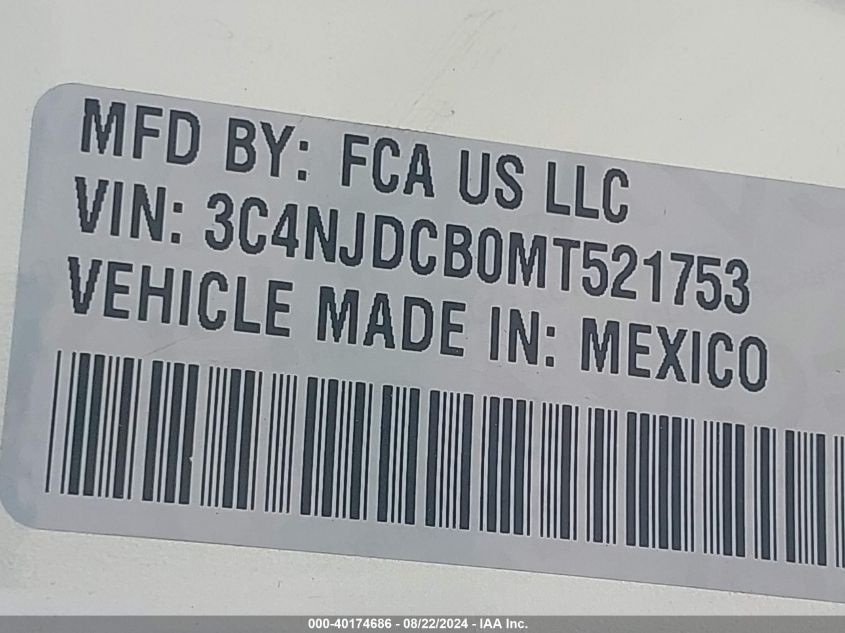 MFD BY: FCA US LLC
VIN: 3C4NJDCB0MT521753
VEHICLE MADE IN: MEXICO
000-40174686 - 08/22/2024 - IAA Inc.